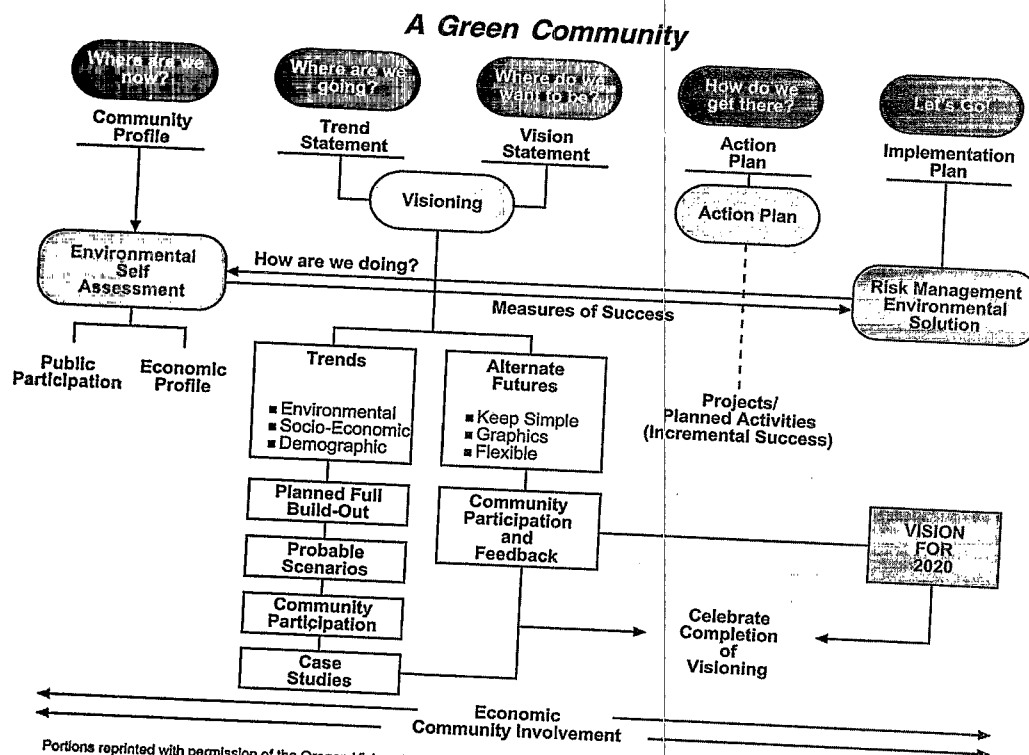 A Green Community
Where are we
now?
Where are we
going?
Where do we
want to be?
How do we
get there?
Let's Go!
Community
Profile
Trend
Statement
Vision
Statement
Action
Plan
Implementation
Plan
Visioning
Action Plan
Environmental
Self
Assessment
How are we doing?
Measures of Success
Risk Management
Environmental
Solution
Public
Participation
Economic
Profile
Trends
■ Environmental
■ Socio-Economic
■ Demographic
Alternate
Futures
■ Keep Simple
■ Graphics
■ Flexible
Projects/
Planned Activities
(Incremental Success)
Planned Full
Build-Out
Community
Participation
and
Feedback
VISION
FOR
2020
Probable
Scenarios
Community
Participation
Celebrate
Completion
of
Visioning
Case
Studies
Economic
Community Involvement
Portions reprinted with permission of the Oregon